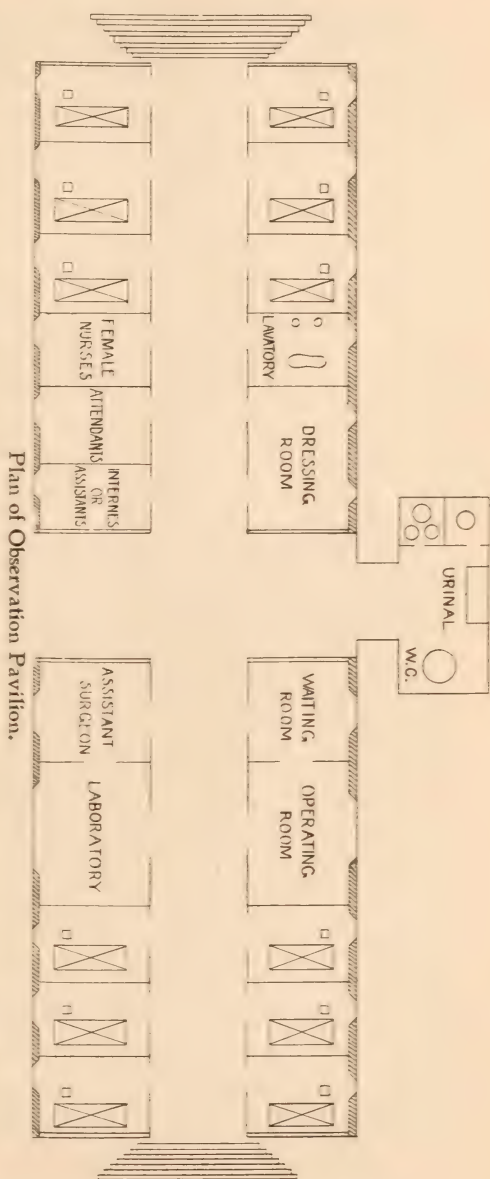 URINAL
W.C.
LAVATORY
DRESSING
ROOM
WAITING
ROOM
OPERATING
ROOM
FEMALE
NURSES
ATTENDANTS
INTERNES
OR
ASSISTANTS
ASSISTANT
SURGEON
LABORATORY
Plan of Observation Pavilion.